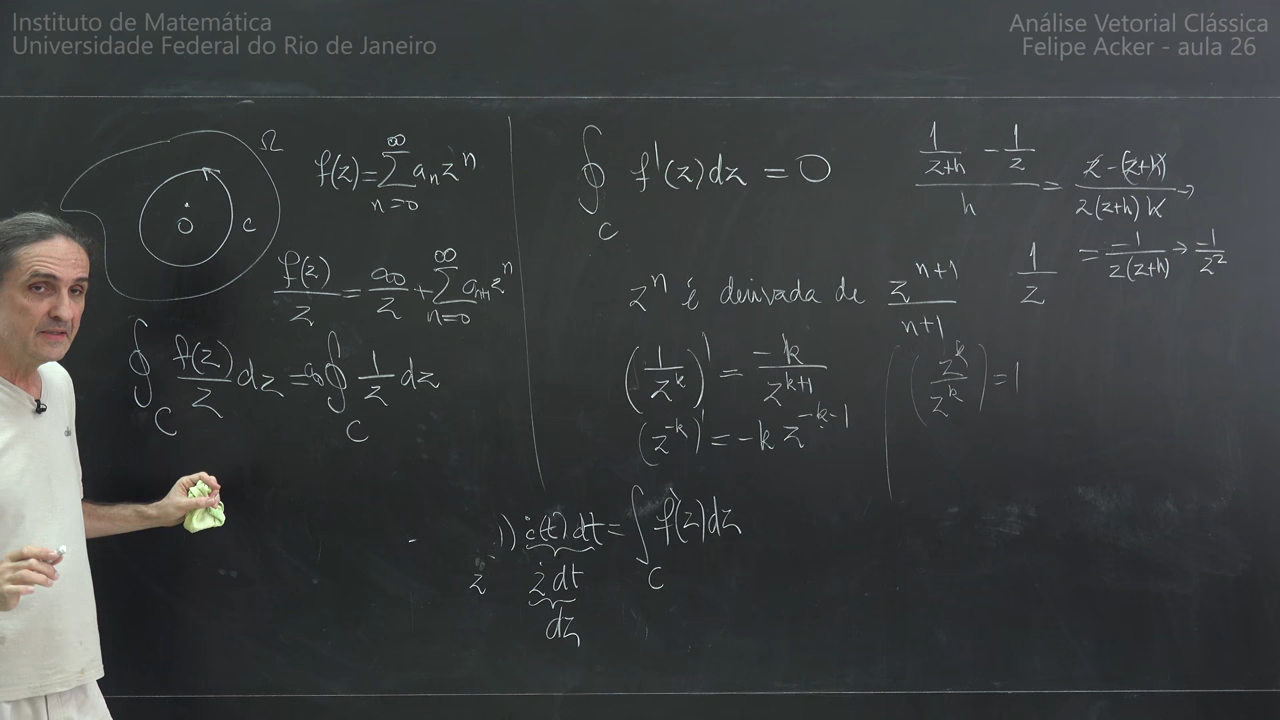 Instituto de Matemática
Universidade Federal do Rio de Janeiro
Análise Vetorial Clássica
Felipe Acker - aula 26
Ω
0
c
f(z) = ∑_{n=0}^{∞} a_n z^n
f(z)/z = a_0/z + ∑_{n=0}^{∞} a_{n+1} z^n
∮_C f(z)/z dz = a_0 ∮_C 1/z dz
∮_C f'(z)dz = 0
z^n é derivada de z^{n+1}/(n+1)
(1/z^k)' = -k/z^{k+1}
(z^{-k})' = -k z^{-k-1}
ż(t)dt = ∫_C f(z)dz
ż dt
dz
(1/(z+h) - 1/z)/h = (z-(z+h))/(z(z+h)h) →
1/z
= -1/(z(z+h)) → -1/z^2
(z^k/z^k) = 1